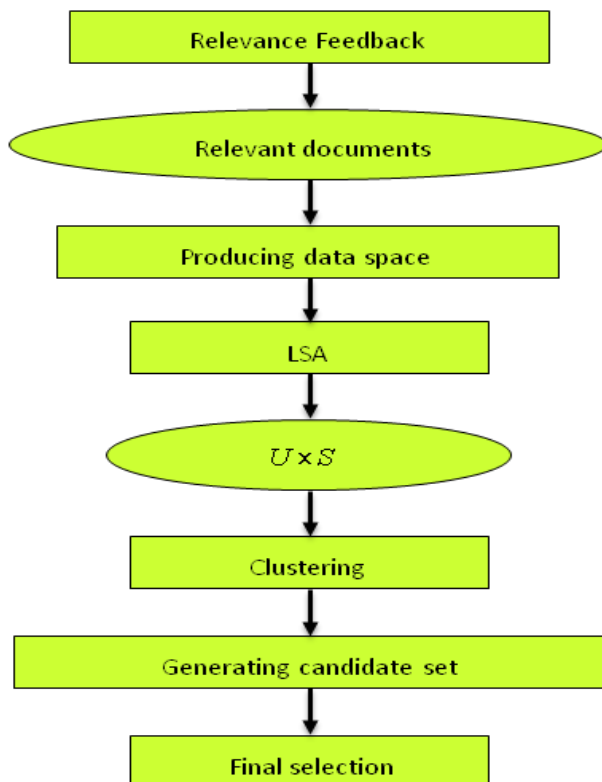 Relevance Feedback
Relevant documents
Producing data space
LSA
U × S
Clustering
Generating candidate set
Final selection